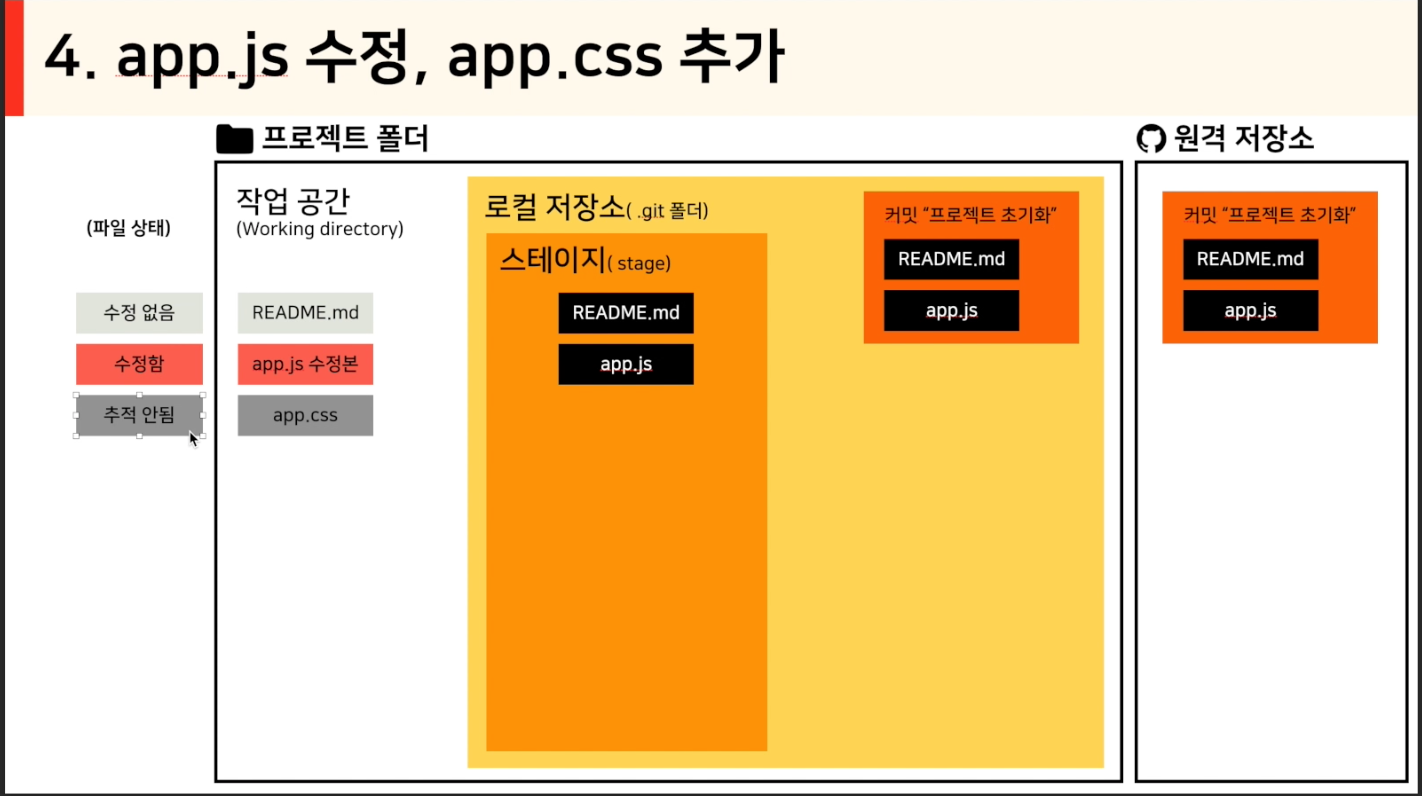 4. app.js 수정, app.css 추가
프로젝트 폴더
원격 저장소
(파일 상태)
수정 없음
수정함
추적 안됨
작업 공간
(Working directory)
README.md
app.js 수정본
app.css
로컬 저장소( .git 폴더)
스테이지( stage)
README.md
app.js
커밋 “프로젝트 초기화”
README.md
app.js
커밋 “프로젝트 초기화”
README.md
app.js